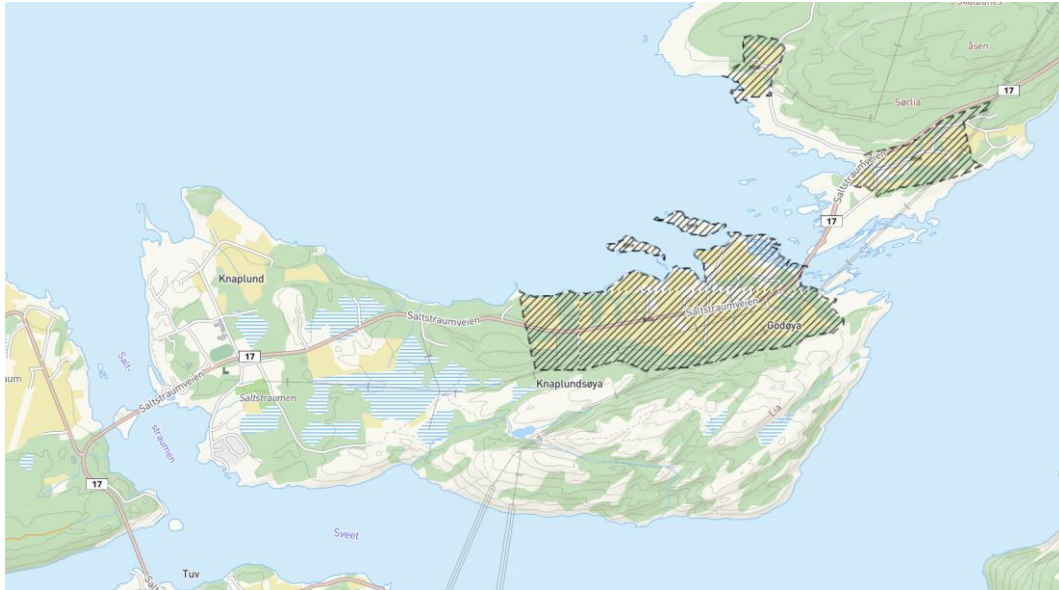 åsen
17
Sørlia
Saltstraumveien
17
Knaplund
Saltstraumveien
Saltstraumveien
Godøya
Salt-
straumen
17
Saltstraumveien
Saltstraumen
Knaplundsøya
Lia
17
Sveet
Tuv